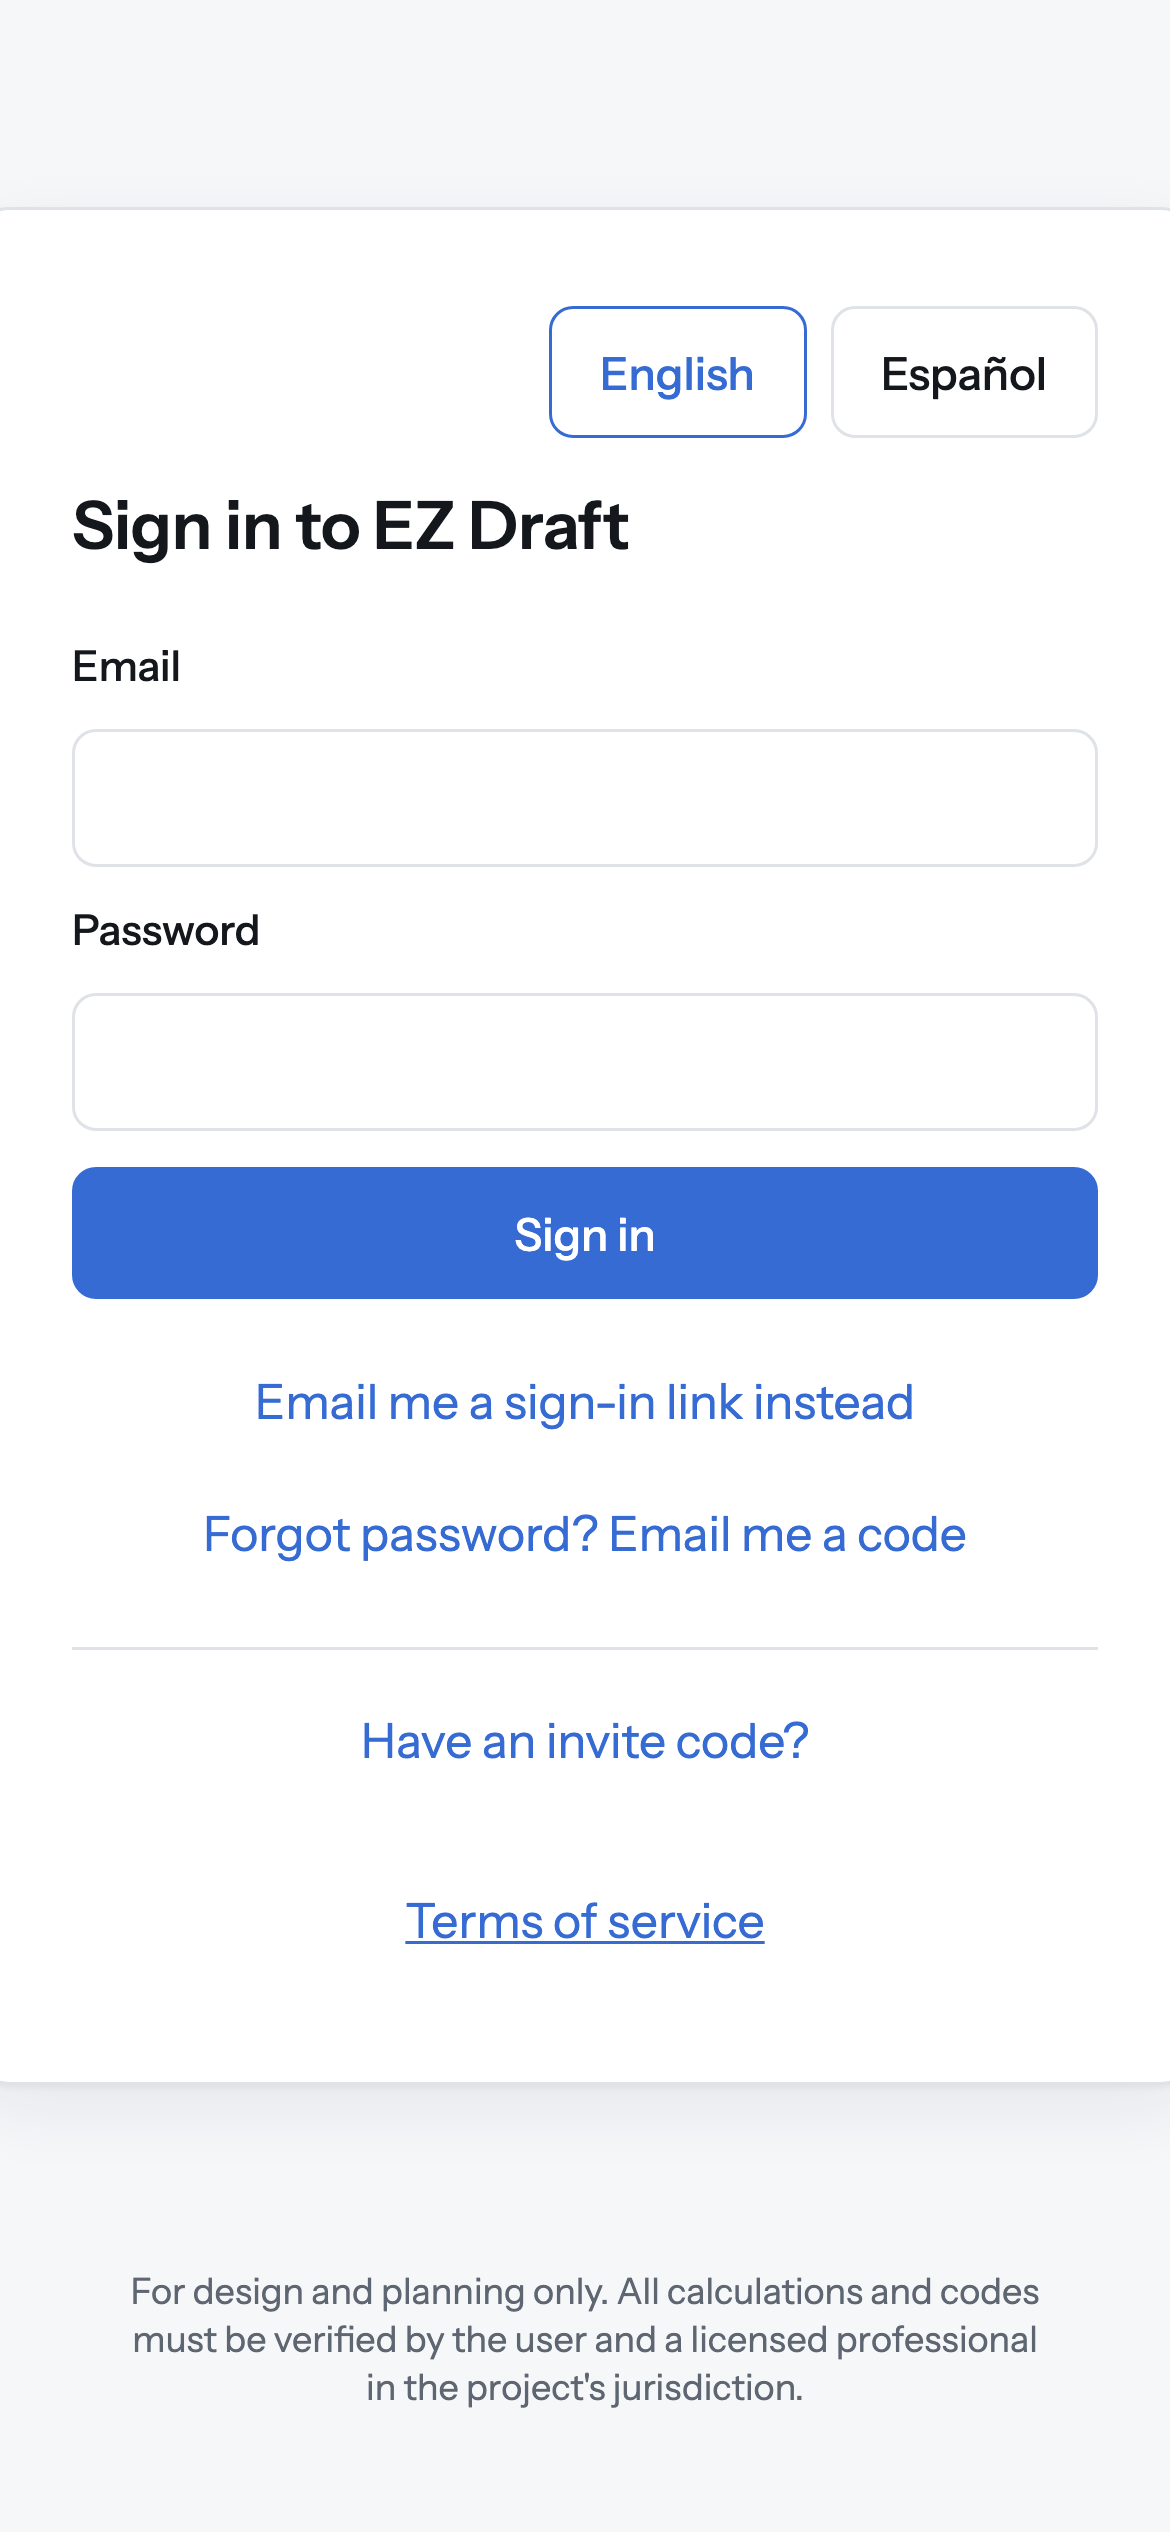 English Español
Sign in to EZ Draft
Email
Password
Sign in
Email me a sign-in link instead
Forgot password? Email me a code
Have an invite code?
Terms of service
For design and planning only. All calculations and codes
must be verified by the user and a licensed professional
in the project's jurisdiction.